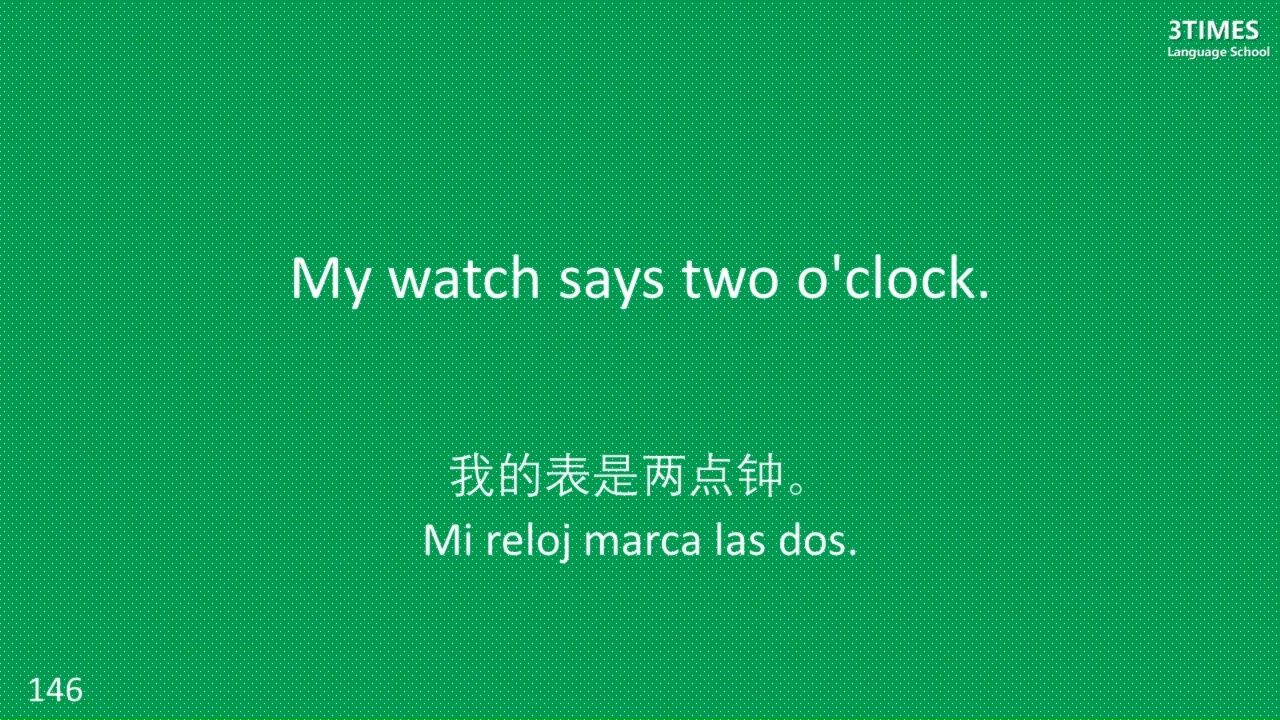 3TIMES
Language School
My watch says two o'clock.
我的表是两点钟。
Mi reloj marca las dos.
146